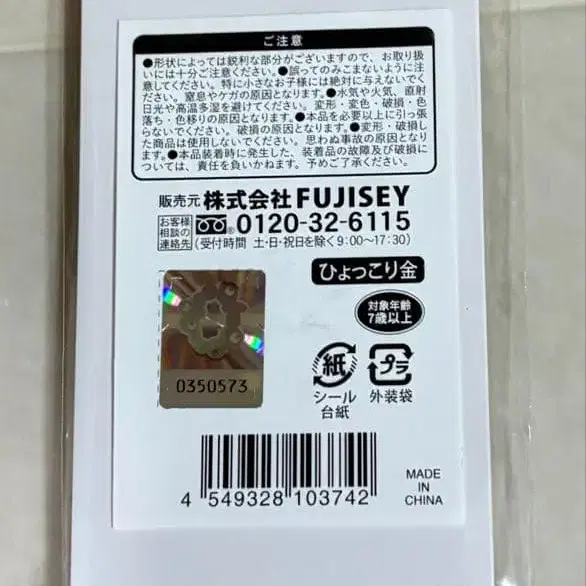 ご注意
●形状によっては鋭利な部分がございますので、お取り扱
いには十分ご注意ください。●誤ってのみこまないように注
意してください。特に小さなお子様には絶対に与えないでく
ださい。窒息やケガの原因となります。●水気や火気、直射
日光や高温多湿を避けてください。変形・変色・破損・色
落ち・色移りの原因となります。●本品を必要以上に引っ張
らないでください。破損の原因となります。●変形・破損し
た商品は使用しないでください。思わぬ事故の原因となりま
す。●本品装着時に発生した、装着品の故障及び破損に
ついては、責任を負いかねます。予めご了承ください。
販売元 株式会社FUJISEY
お客様
相談の
連絡先
0120-32-6115
(受付時間 土・日・祝日を除く9:00〜17:30)
ひょっこり金
対象年齢
7歳以上
0350573
紙
シール
台紙
プラ
外装袋
4 549328 103742
MADE
IN
CHINA